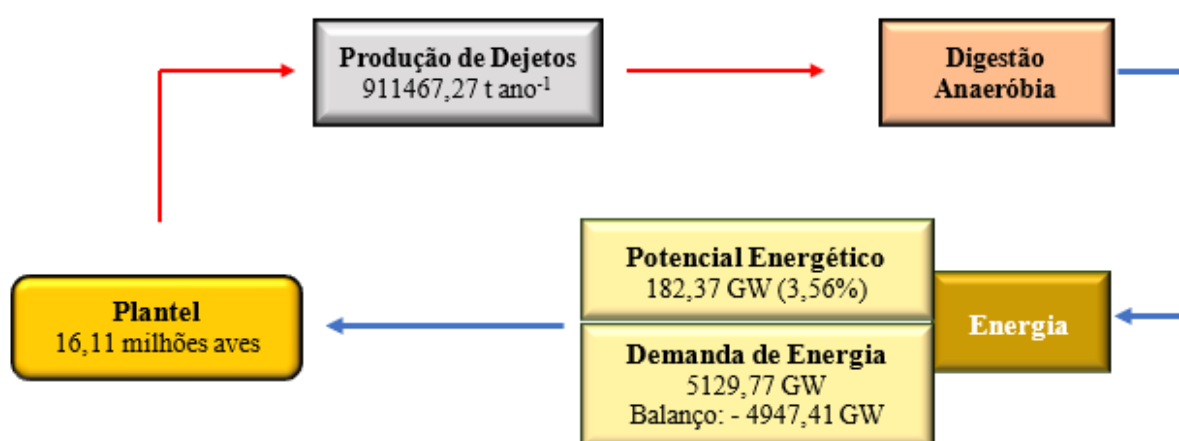 Produção de Dejetos
911467,27 t ano⁻¹
Digestão
Anaeróbia
Potencial Energético
182,37 GW (3,56%)
Plantel
16,11 milhões aves
Energia
Demanda de Energia
5129,77 GW
Balanço: - 4947,41 GW